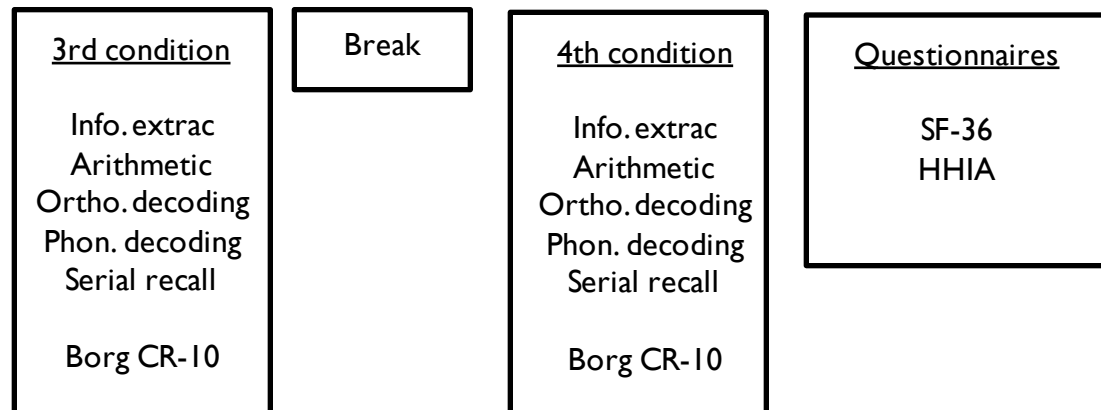 3rd condition
Info. extrac
Arithmetic
Ortho. decoding
Phon. decoding
Serial recall
Borg CR-10
Break
4th condition
Info. extrac
Arithmetic
Ortho. decoding
Phon. decoding
Serial recall
Borg CR-10
Questionnaires
SF-36
HHIA